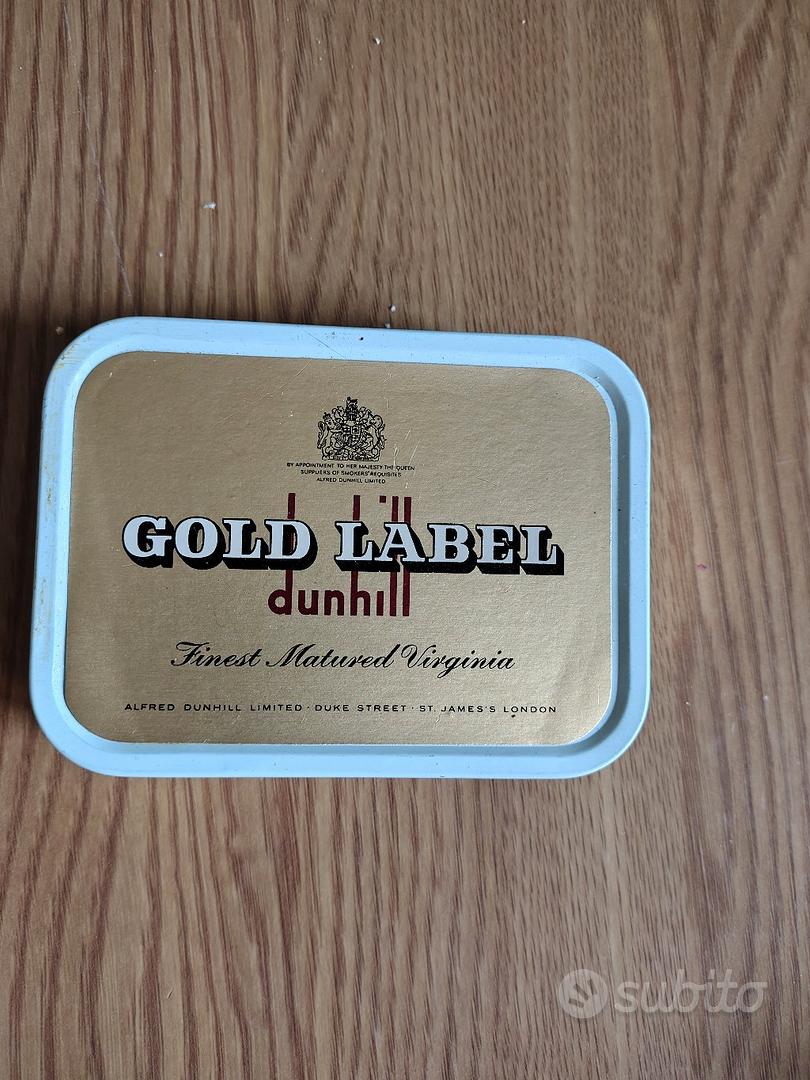 BY APPOINTMENT TO HER MAJESTY THE QUEEN
SUPPLIERS OF SMOKERS' REQUISITES
ALFRED DUNHILL LIMITED
GOLD LABEL
dunhill
Finest Matured Virginia
ALFRED DUNHILL LIMITED · DUKE STREET · ST. JAMES'S LONDON
subito